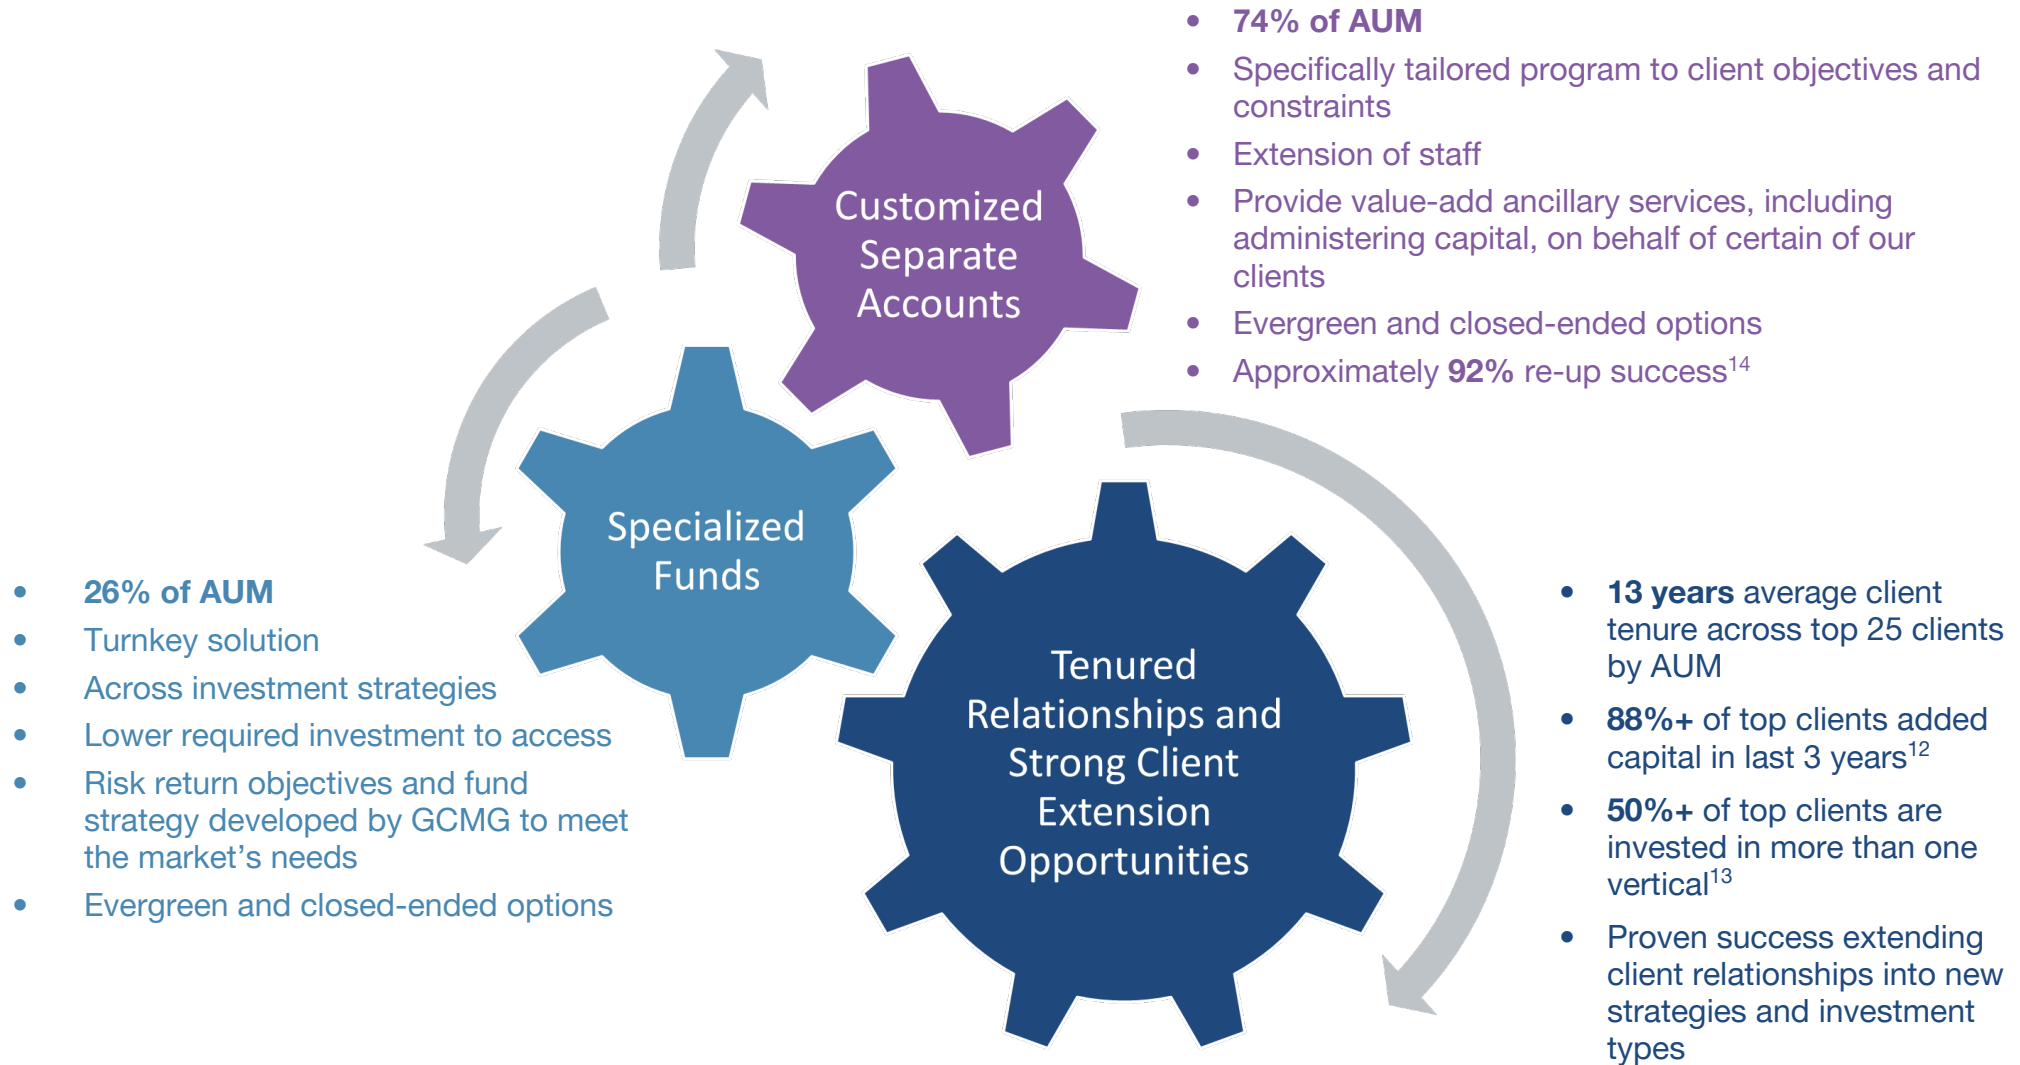 • 74% of AUM
• Specifically tailored program to client objectives and
constraints
• Extension of staff
• Provide value-add ancillary services, including
administering capital, on behalf of certain of our
clients
• Evergreen and closed-ended options
• Approximately 92% re-up success14
Customized
Separate
Accounts
Specialized
Funds
• 26% of AUM
• Turnkey solution
• Across investment strategies
• Lower required investment to access
• Risk return objectives and fund
strategy developed by GCMG to meet
the market’s needs
• Evergreen and closed-ended options
Tenured
Relationships and
Strong Client
Extension
Opportunities
• 13 years average client
tenure across top 25 clients
by AUM
• 88%+ of top clients added
capital in last 3 years12
• 50%+ of top clients are
invested in more than one
vertical13
• Proven success extending
client relationships into new
strategies and investment
types